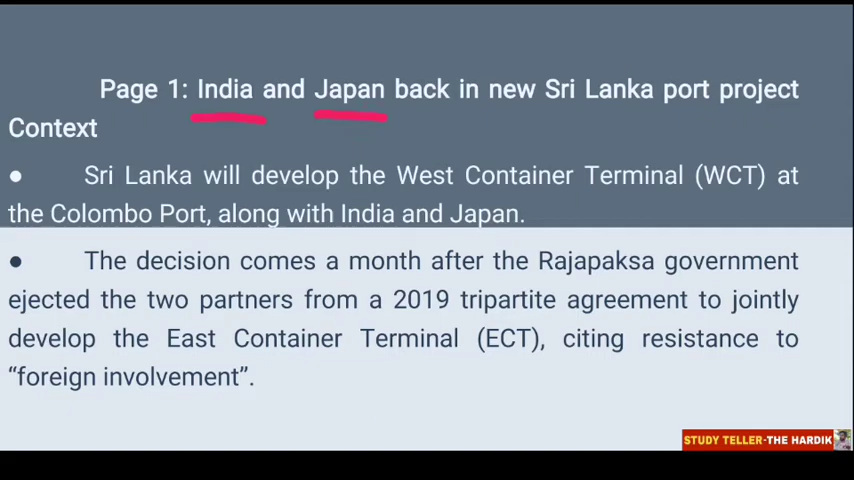 Page 1: India and Japan back in new Sri Lanka port project
Context
● Sri Lanka will develop the West Container Terminal (WCT) at
the Colombo Port, along with India and Japan.
● The decision comes a month after the Rajapaksa government
ejected the two partners from a 2019 tripartite agreement to jointly
develop the East Container Terminal (ECT), citing resistance to
“foreign involvement”.
STUDY TELLER-THE HARDIK